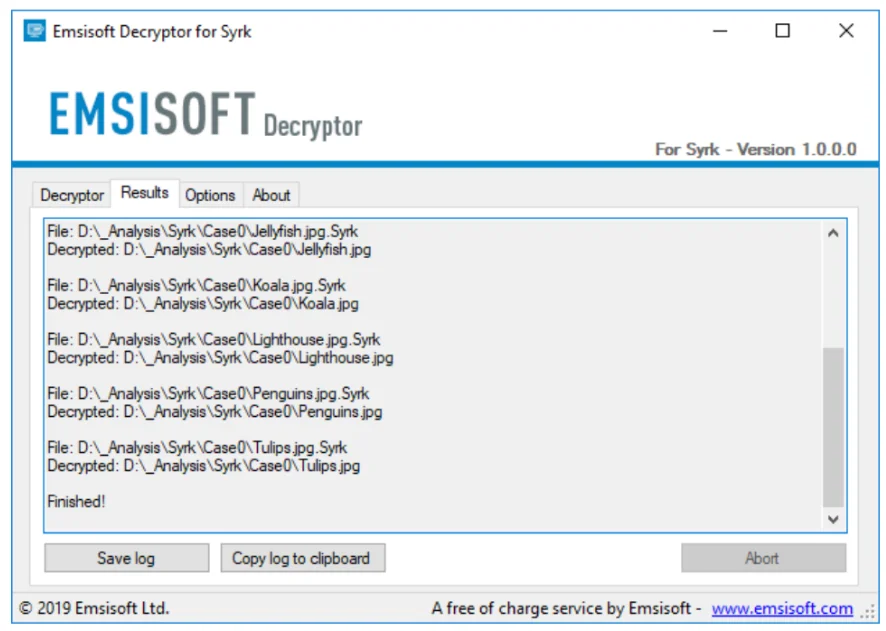 Emsisoft Decryptor for Syrk
EMSISOFT Decryptor
For Syrk - Version 1.0.0.0
Decryptor Results Options About
File: D:\_Analysis\Syrk\Case0\Jellyfish.jpg.Syrk
Decrypted: D:\_Analysis\Syrk\Case0\Jellyfish.jpg
File: D:\_Analysis\Syrk\Case0\Koala.jpg.Syrk
Decrypted: D:\_Analysis\Syrk\Case0\Koala.jpg
File: D:\_Analysis\Syrk\Case0\Lighthouse.jpg.Syrk
Decrypted: D:\_Analysis\Syrk\Case0\Lighthouse.jpg
File: D:\_Analysis\Syrk\Case0\Penguins.jpg.Syrk
Decrypted: D:\_Analysis\Syrk\Case0\Penguins.jpg
File: D:\_Analysis\Syrk\Case0\Tulips.jpg.Syrk
Decrypted: D:\_Analysis\Syrk\Case0\Tulips.jpg
Finished!
Save log Copy log to clipboard Abort
© 2019 Emsisoft Ltd. A free of charge service by Emsisoft - www.emsisoft.com